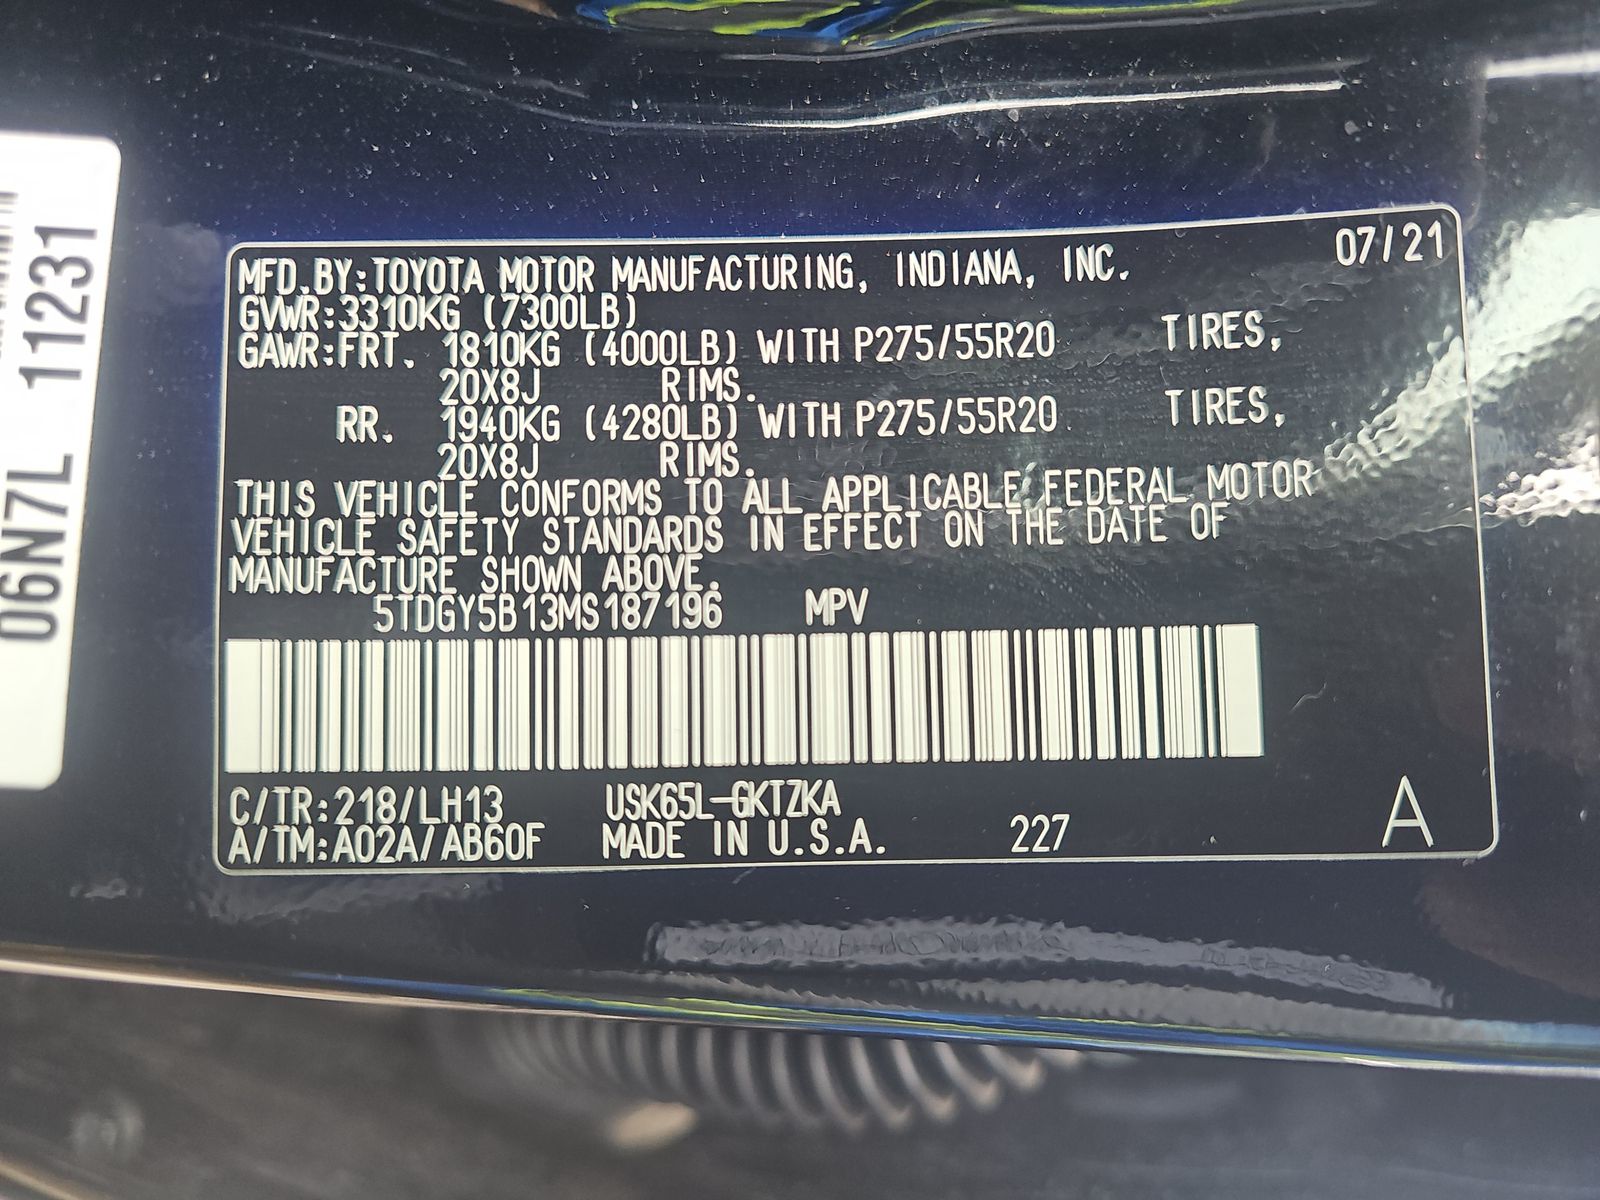 07/21
MFD.BY:TOYOTA MOTOR MANUFACTURING, INDIANA, INC.
GVWR:3310KG (7300LB)
GAWR:FRT. 1810KG (4000LB) WITH P275/55R20 TIRES,
20X8J RIMS.
RR. 1940KG (4280LB) WITH P275/55R20 TIRES,
20X8J RIMS.
THIS VEHICLE CONFORMS TO ALL APPLICABLE FEDERAL MOTOR
VEHICLE SAFETY STANDARDS IN EFFECT ON THE DATE OF
MANUFACTURE SHOWN ABOVE.
5TDGY5B13MS187196 MPV
C/TR:218/LH13 USK65L-GKTZKA
A/TM:A02A/AB60F MADE IN U.S.A. 227 A
06N7L 11231